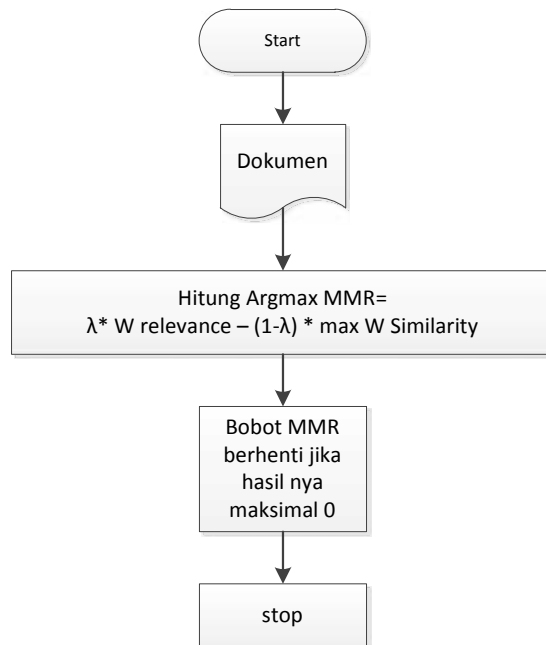 Start
Dokumen
Hitung Argmax MMR=
λ* W relevance – (1-λ) * max W Similarity
Bobot MMR
berhenti jika
hasil nya
maksimal 0
stop